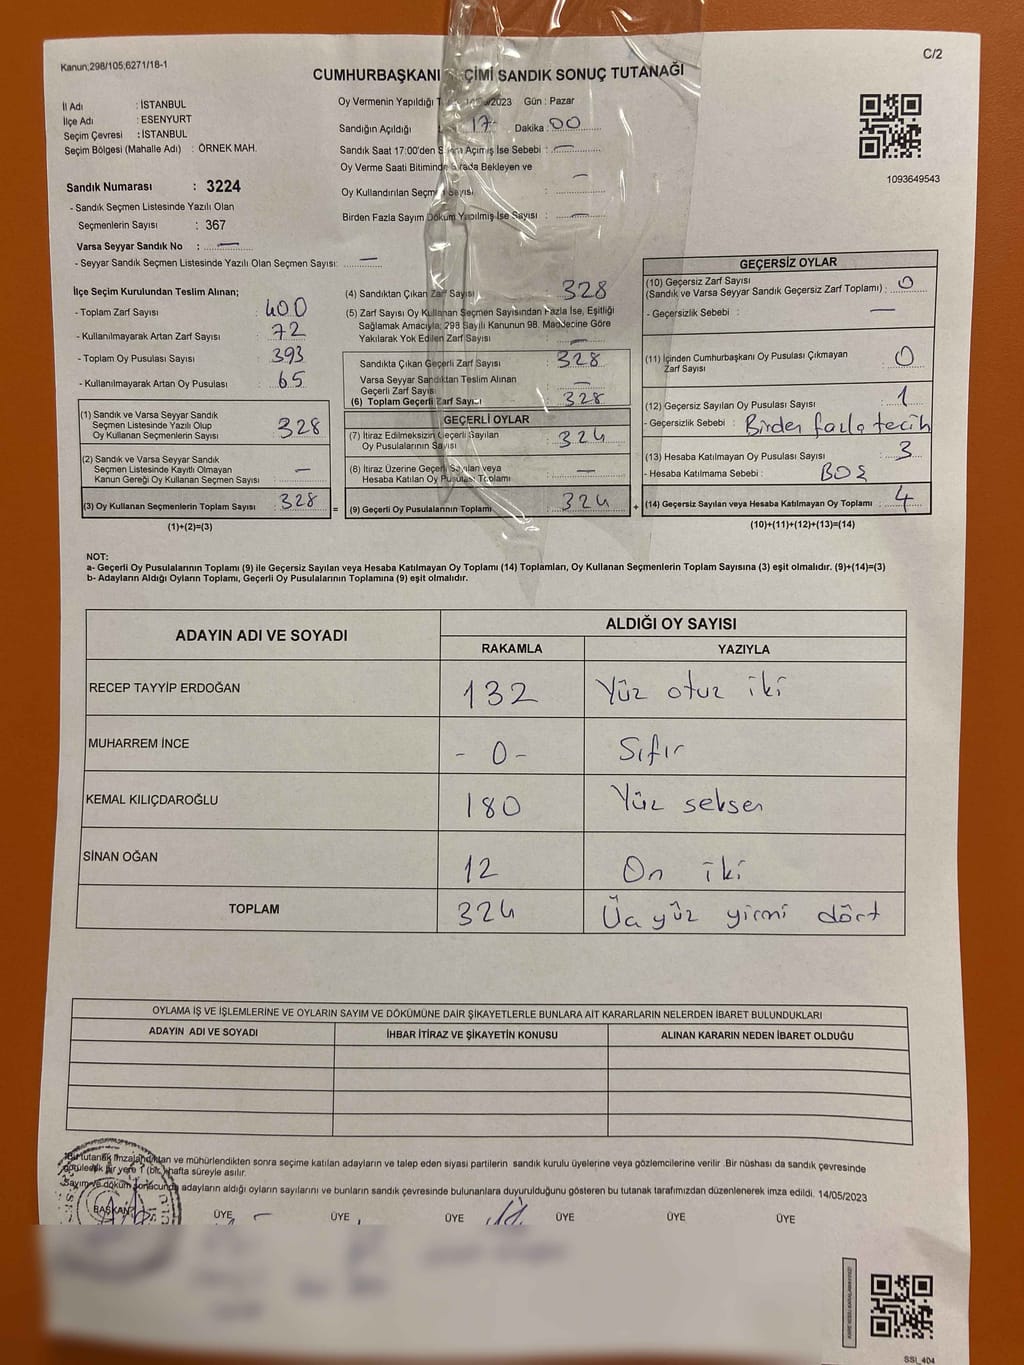 Kanun;298/105;6271/18-1
C/2
CUMHURBAŞKANI SEÇİMİ SANDIK SONUÇ TUTANAĞI
İl Adı : İSTANBUL
İlçe Adı : ESENYURT
Seçim Çevresi : İSTANBUL
Seçim Bölgesi (Mahalle Adı) : ÖRNEK MAH.
Sandık Numarası : 3224
- Sandık Seçmen Listesinde Yazılı Olan
Seçmenlerin Sayısı : 367
Varsa Seyyar Sandık No : —
- Seyyar Sandık Seçmen Listesinde Yazılı Olan Seçmen Sayısı: —
Oy Vermenin Yapıldığı /2023 Gün : Pazar
Sandığın Açıldığı 17 Dakika : 00
Sandık Saat 17:00'den Açılmış İse Sebebi : —
Oy Verme Saati Bitiminde Sırada Bekleyen ve
Oy Kullandırılan Seçmen Sayısı : —
Birden Fazla Sayım Döküm Yapılmış İse Sayısı : —
1093649543
İlçe Seçim Kurulundan Teslim Alınan;
- Toplam Zarf Sayısı : 400
- Kullanılmayarak Artan Zarf Sayısı : 72
- Toplam Oy Pusulası Sayısı : 393
- Kullanılmayarak Artan Oy Pusulası : 65
(1) Sandık ve Varsa Seyyar Sandık
Seçmen Listesinde Yazılı Olup
Oy Kullanan Seçmenlerin Sayısı : 328
(2) Sandık ve Varsa Seyyar Sandık
Seçmen Listesinde Kayıtlı Olmayan
Kanun Gereği Oy Kullanan Seçmen Sayısı : —
(3) Oy Kullanan Seçmenlerin Toplam Sayısı : 328 =
(1)+(2)=(3)
(4) Sandıktan Çıkan Zarf Sayısı : 328
(5) Zarf Sayısı Oy Kullanan Seçmen Sayısından Fazla İse, Eşitliği
Sağlamak Amacıyla; 298 Sayılı Kanunun 98. Maddecine Göre
Yakılarak Yok Edilen Zarf Sayısı : —
Sandıkta Çıkan Geçerli Zarf Sayısı : 328
Varsa Seyyar Sandıktan Teslim Alınan
Geçerli Zarf Sayısı : —
(6) Toplam Geçerli Zarf Sayısı : 328
GEÇERLİ OYLAR
(7) İtiraz Edilmeksizin Geçerli Sayılan
Oy Pusulalarının Sayısı : 324
(8) İtiraz Üzerine Geçerli Sayılan veya
Hesaba Katılan Oy Pusulası Toplamı : —
(9) Geçerli Oy Pusulalarının Toplamı : 324 +
GEÇERSİZ OYLAR
(10) Geçersiz Zarf Sayısı
(Sandık ve Varsa Seyyar Sandık Geçersiz Zarf Toplamı) : 0
- Geçersizlik Sebebi : —
(11) İçinden Cumhurbaşkanı Oy Pusulası Çıkmayan
Zarf Sayısı : 0
(12) Geçersiz Sayılan Oy Pusulası Sayısı : 1
- Geçersizlik Sebebi : Birden fazla tecih
(13) Hesaba Katılmayan Oy Pusulası Sayısı : 3
- Hesaba Katılmama Sebebi : BOŞ
(14) Geçersiz Sayılan veya Hesaba Katılmayan Oy Toplamı : 4
(10)+(11)+(12)+(13)=(14)
NOT:
a- Geçerli Oy Pusulalarının Toplamı (9) ile Geçersiz Sayılan veya Hesaba Katılmayan Oy Toplamı (14) Toplamları, Oy Kullanan Seçmenlerin Toplam Sayısına (3) eşit olmalıdır. (9)+(14)=(3)
b- Adayların Aldığı Oyların Toplamı, Geçerli Oy Pusulalarının Toplamına (9) eşit olmalıdır.
ADAYIN ADI VE SOYADI
ALDIĞI OY SAYISI
RAKAMLA YAZIYLA
RECEP TAYYİP ERDOĞAN 132 Yüz otuz iki
MUHARREM İNCE - 0 - Sıfır
KEMAL KILIÇDAROĞLU 180 Yüz seksen
SİNAN OĞAN 12 On iki
TOPLAM 324 Üç yüz yirmi dört
OYLAMA İŞ VE İŞLEMLERİNE VE OYLARIN SAYIM VE DÖKÜMÜNE DAİR ŞİKAYETLERLE BUNLARA AİT KARARLARIN NELERDEN İBARET BULUNDUKLARI
ADAYIN ADI VE SOYADI İHBAR İTİRAZ VE ŞİKAYETİN KONUSU ALINAN KARARIN NEDEN İBARET OLDUĞU
Bu tutanak imzalandıktan ve mühürlendikten sonra seçime katılan adayların ve talep eden siyasi partilerin sandık kurulu üyelerine veya gözlemcilerine verilir. Bir nüshası da sandık çevresinde
görülecek bir yere 1 (bir) hafta süreyle asılır.
Sayım ve döküm sonucunda adayların aldığı oyların sayılarını ve bunların sandık çevresinde bulunanlara duyurulduğunu gösteren bu tutanak tarafımızdan düzenlenerek imza edildi. 14/05/2023
BAŞKAN ÜYE ÜYE ÜYE ÜYE ÜYE ÜYE
SSI_404